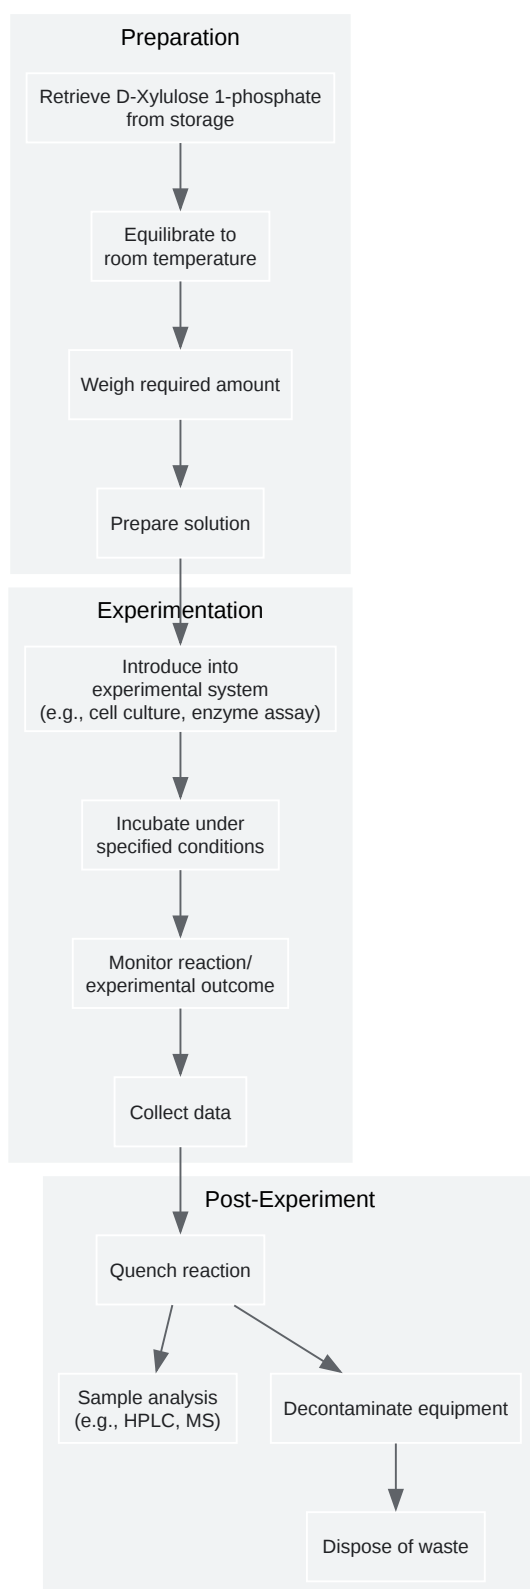 Preparation
Retrieve D-Xylulose 1-phosphate
from storage
Equilibrate to
room temperature
Weigh required amount
Prepare solution
Experimentation
Introduce into
experimental system
(e.g., cell culture, enzyme assay)
Incubate under
specified conditions
Monitor reaction/
experimental outcome
Collect data
Post-Experiment
Quench reaction
Sample analysis
(e.g., HPLC, MS)
Decontaminate equipment
Dispose of waste